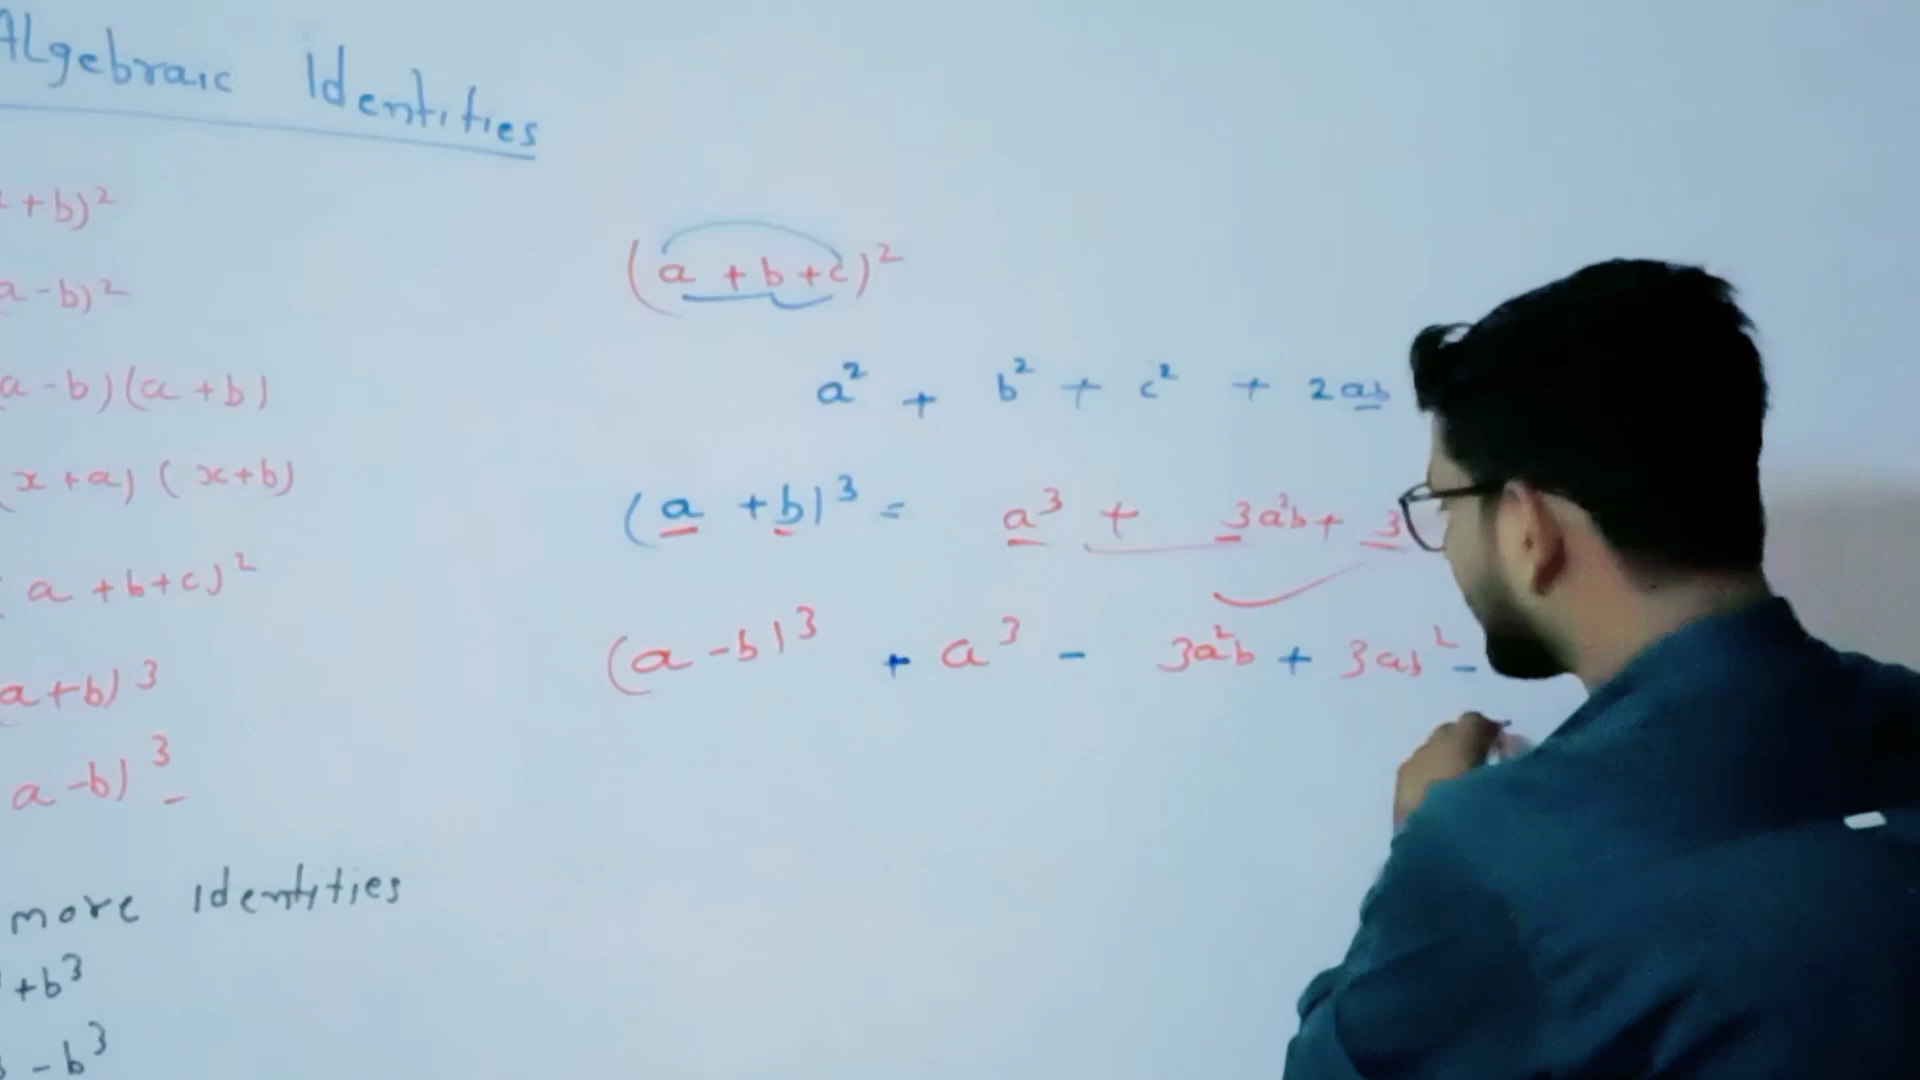 Algebraic Identities
+ b)²
a - b)²
a - b) (a + b)
(x + a) (x + b)
a + b + c)²
a + b) 3
a - b) 3
more identities
+ b³
- b³
(a + b + c)²
a² + b² + c² + 2ab
(a + b)³ = a³ + 3a²b + 3
(a - b)³ + a³ - 3a²b + 3ab² -